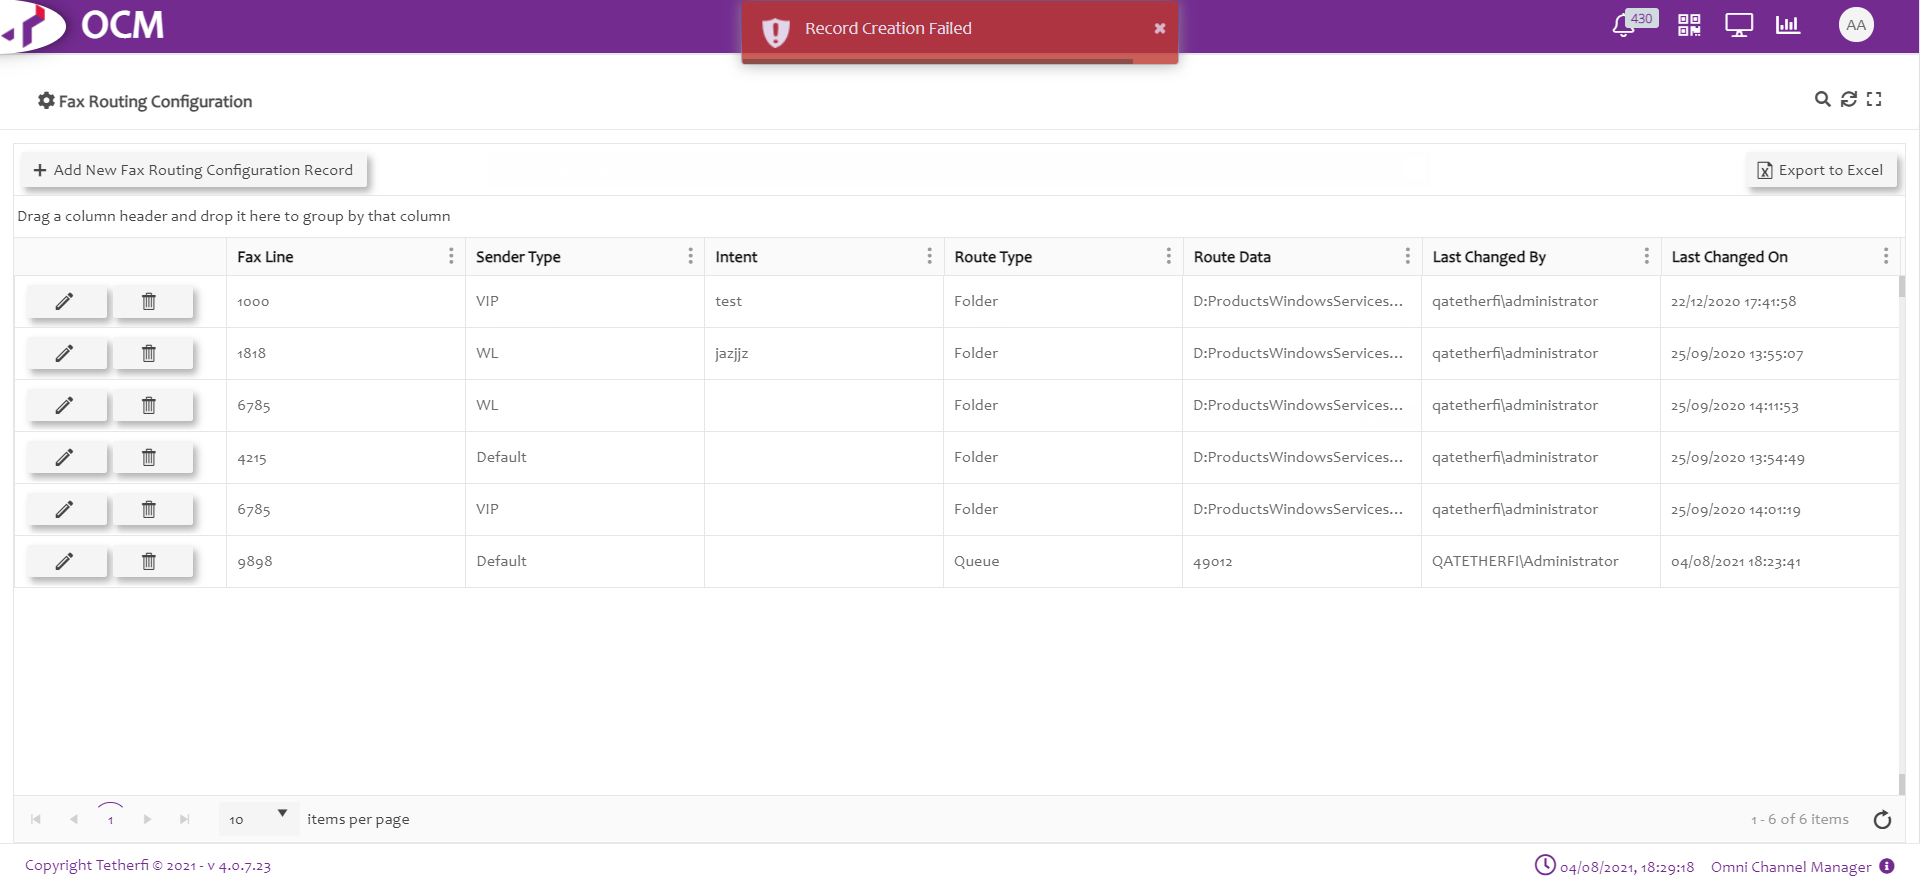 OCM
Record Creation Failed
430
AA
Fax Routing Configuration
Add New Fax Routing Configuration Record
Export to Excel
Drag a column header and drop it here to group by that column
Fax Line Sender Type Intent Route Type Route Data Last Changed By Last Changed On
1000 VIP test Folder D:ProductsWindowsServices... qatetherfi\administrator 22/12/2020 17:41:58
1818 WL jazjjz Folder D:ProductsWindowsServices... qatetherfi\administrator 25/09/2020 13:55:07
6785 WL Folder D:ProductsWindowsServices... qatetherfi\administrator 25/09/2020 14:11:53
4215 Default Folder D:ProductsWindowsServices... qatetherfi\administrator 25/09/2020 13:54:49
6785 VIP Folder D:ProductsWindowsServices... qatetherfi\administrator 25/09/2020 14:01:19
9898 Default Queue 49012 QATETHERFI\Administrator 04/08/2021 18:23:41
1 10 items per page 1 - 6 of 6 items
Copyright Tetherfi © 2021 - v 4.0.7.23 04/08/2021, 18:29:18 Omni Channel Manager